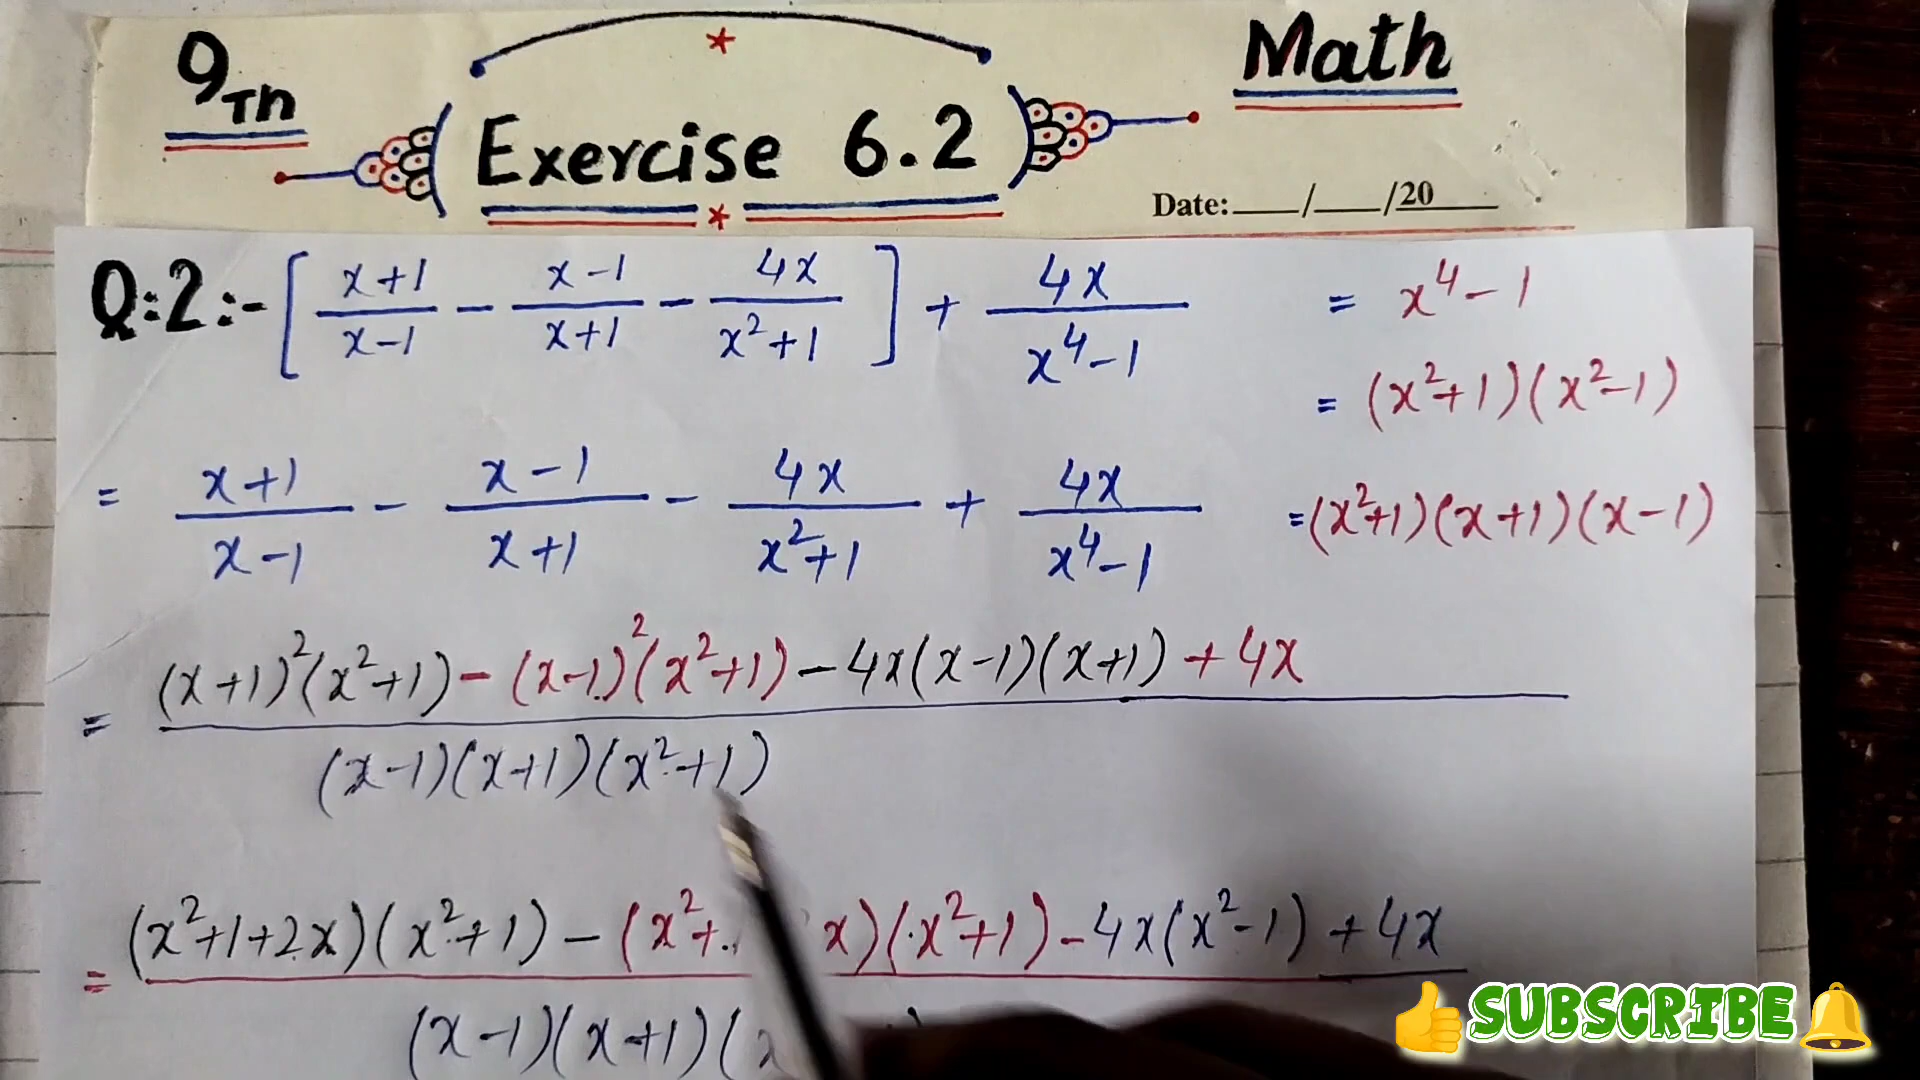 9Th
Math
Exercise 6.2
Date:___/___/20
Q:2:- [ (x+1)/(x-1) - (x-1)/(x+1) - 4x/(x²+1) ] + 4x/(x⁴-1)
= x⁴-1
= (x²+1)(x²-1)
= (x+1)/(x-1) - (x-1)/(x+1) - 4x/(x²+1) + 4x/(x⁴-1)
=(x²+1)(x+1)(x-1)
= (x+1)²(x²+1) - (x-1)²(x²+1) - 4x(x-1)(x+1) + 4x
(x-1)(x+1)(x²+1)
= (x²+1+2x)(x²+1) - (x²+ x)(x²+1) - 4x(x²-1) + 4x
(x-1)(x+1)(
SUBSCRIBE